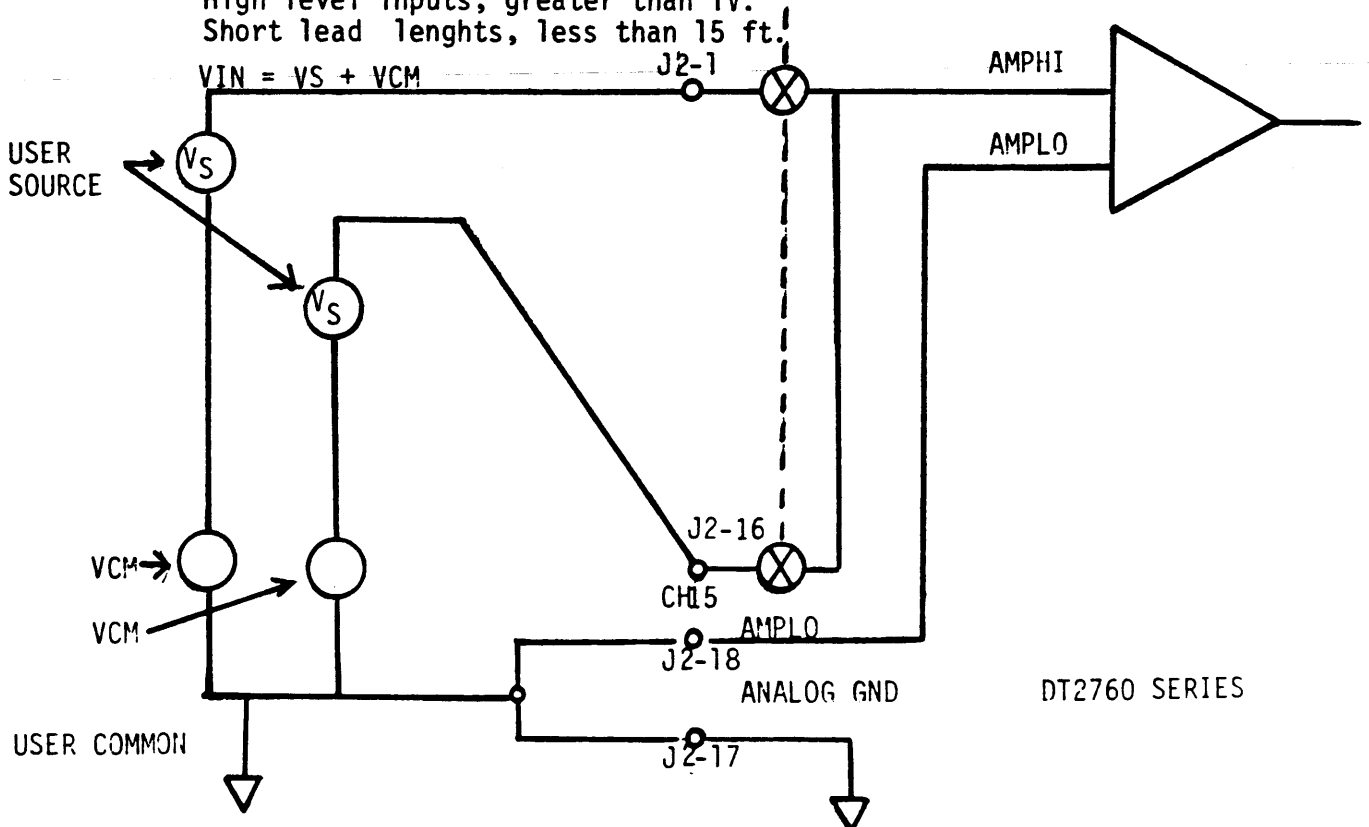 High level inputs, greater than 1V.
Short lead lenghts, less than 15 ft.
VIN = VS + VCM
J2-1
AMPHI
AMPLO
USER
SOURCE
VS
VS
J2-16
CH15
VCM
VCM
AMPLO
J2-18
ANALOG GND
DT2760 SERIES
USER COMMON
J2-17